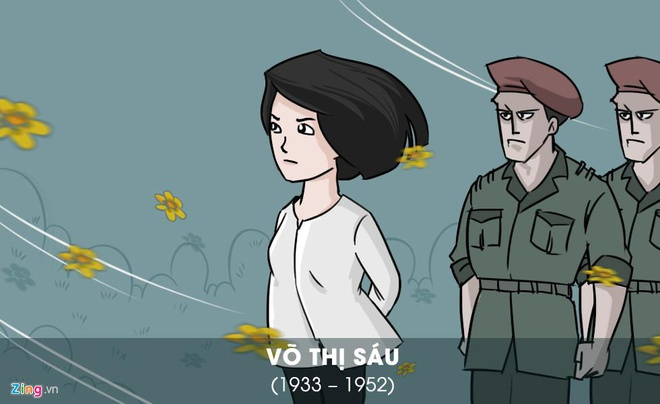 VÕ THỊ SÁU
(1933 – 1952)
Zing.vn